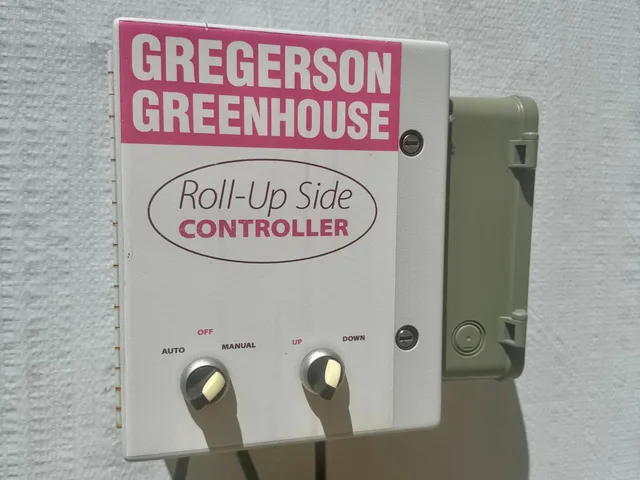 GREGERSON
GREENHOUSE
Roll-Up Side
CONTROLLER
OFF
AUTO MANUAL
UP DOWN